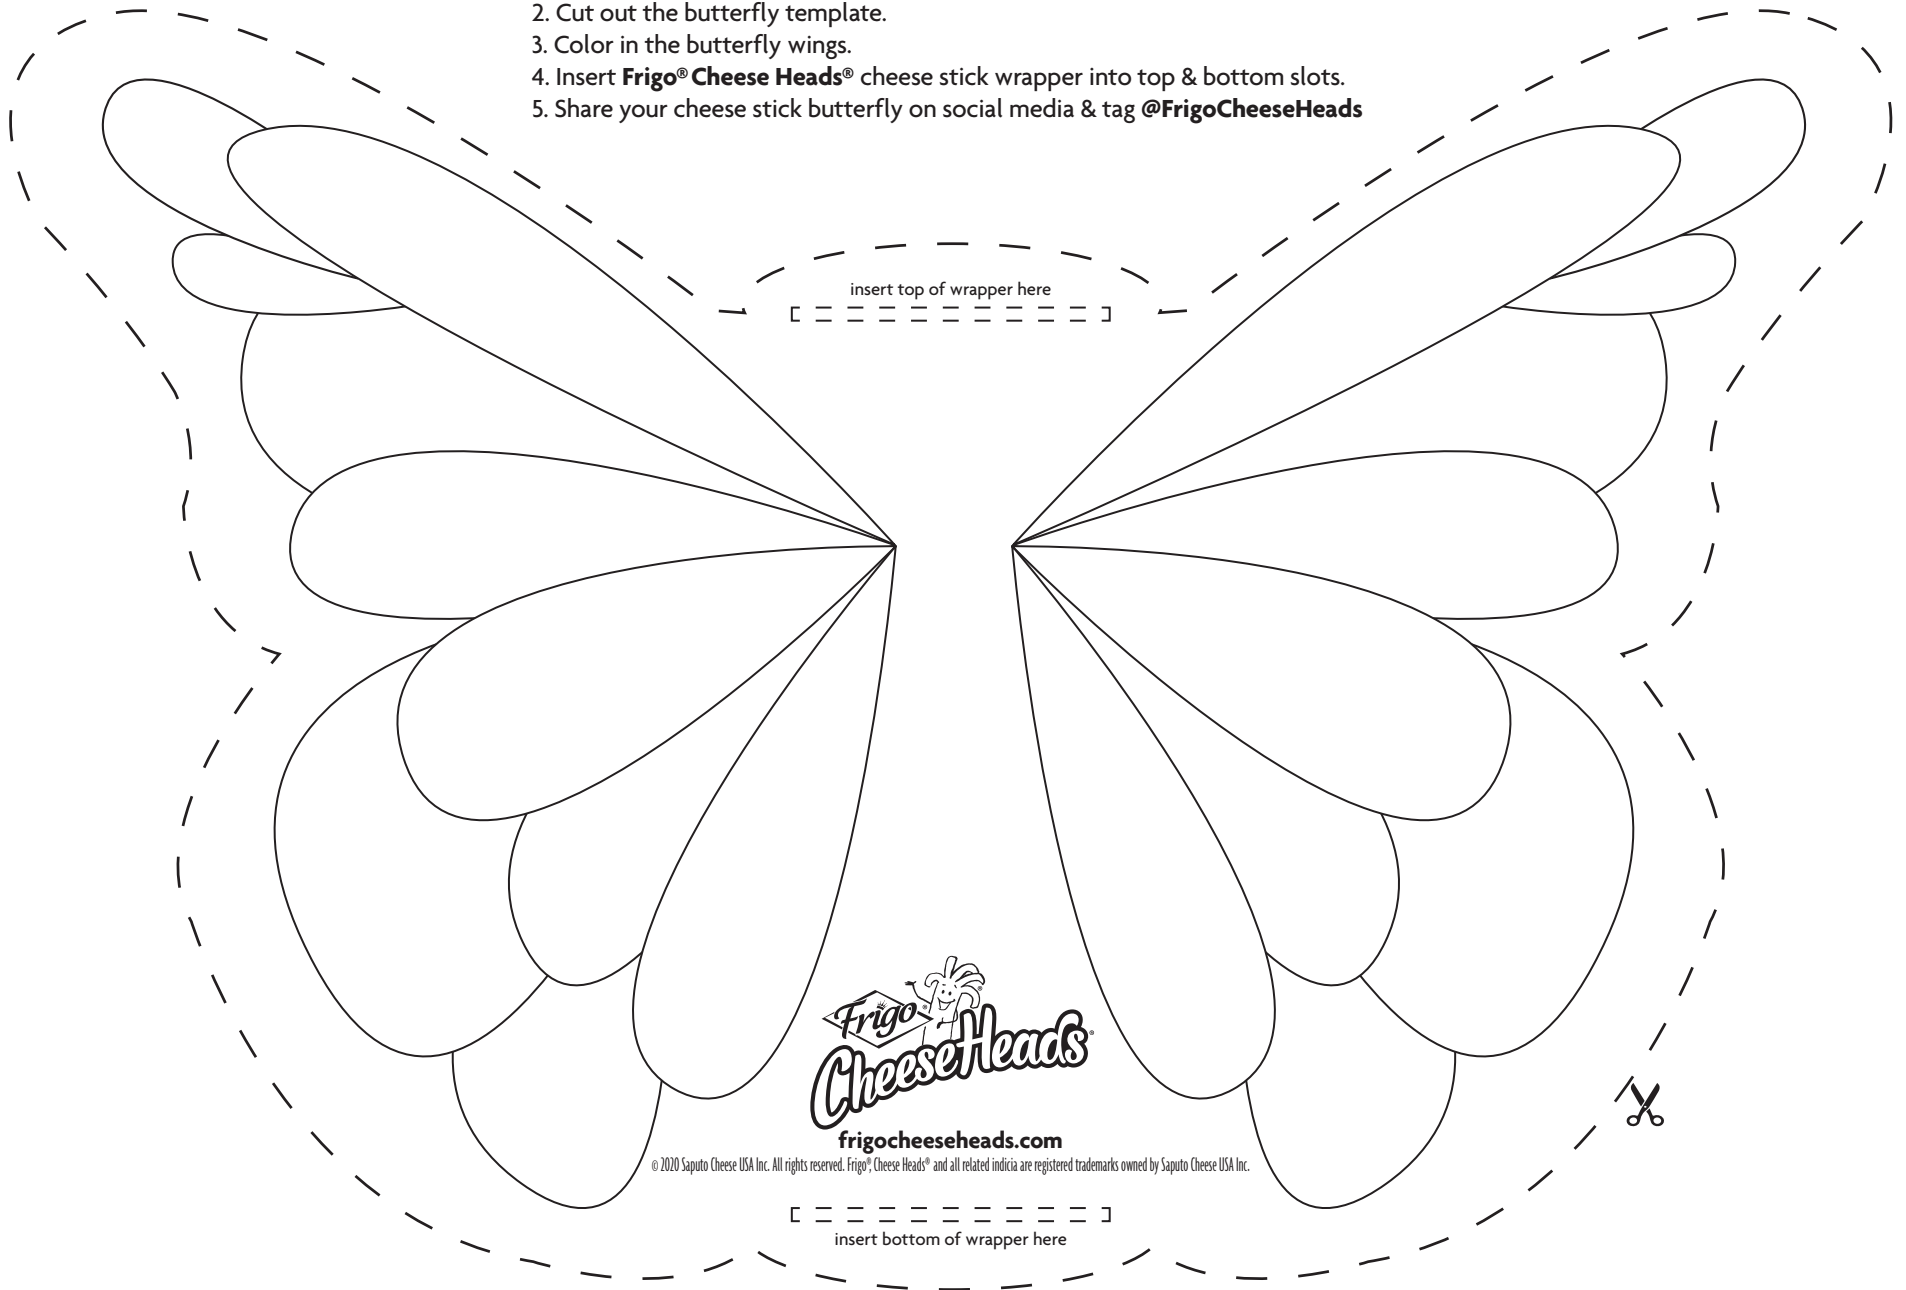 2. Cut out the butterfly template.
3. Color in the butterfly wings.
4. Insert Frigo® Cheese Heads® cheese stick wrapper into top & bottom slots.
5. Share your cheese stick butterfly on social media & tag @FrigoCheeseHeads
insert top of wrapper here
Frigo®
CheeseHeads®
frigocheeseheads.com
© 2020 Saputo Cheese USA Inc. All rights reserved. Frigo®, Cheese Heads® and all related indicia are registered trademarks owned by Saputo Cheese USA Inc.
insert bottom of wrapper here